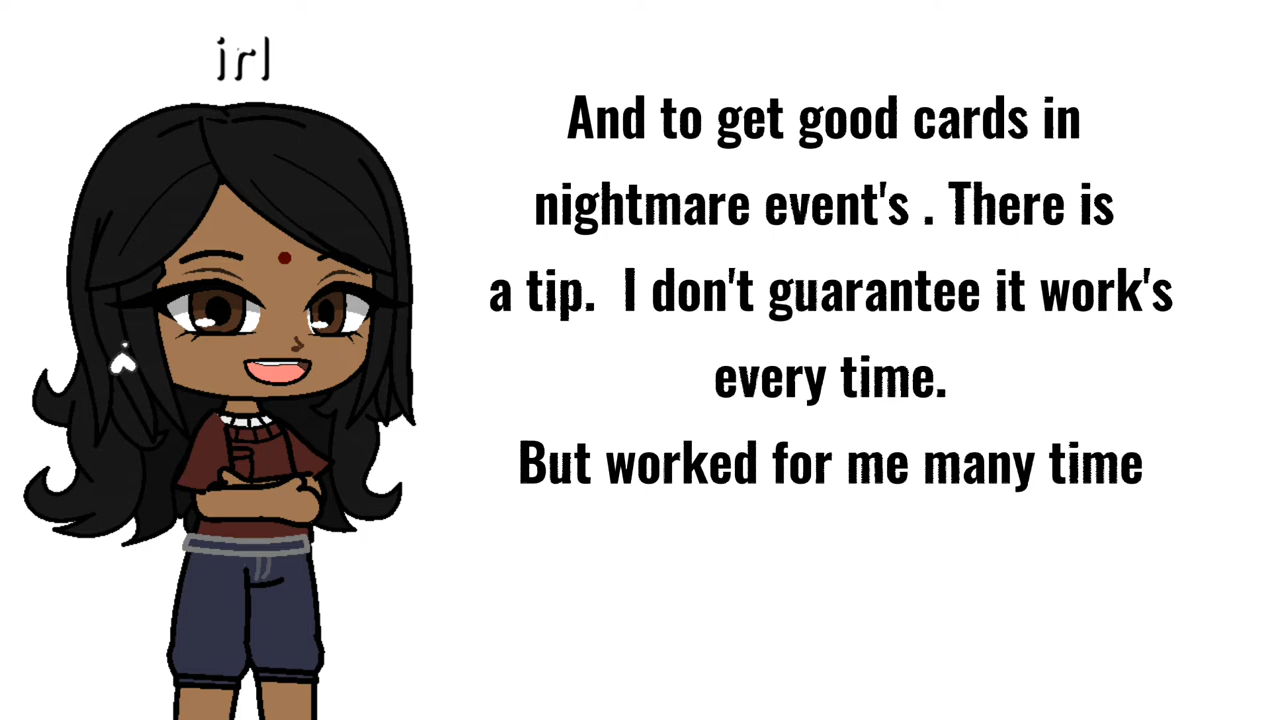 irl
And to get good cards in
nightmare event's . There is
a tip. I don't guarantee it work's
every time.
But worked for me many time